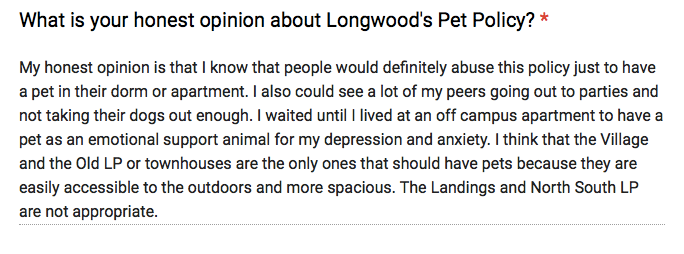 What is your honest opinion about Longwood's Pet Policy? *
My honest opinion is that I know that people would definitely abuse this policy just to have
a pet in their dorm or apartment. I also could see a lot of my peers going out to parties and
not taking their dogs out enough. I waited until I lived at an off campus apartment to have a
pet as an emotional support animal for my depression and anxiety. I think that the Village
and the Old LP or townhouses are the only ones that should have pets because they are
easily accessible to the outdoors and more spacious. The Landings and North South LP
are not appropriate.